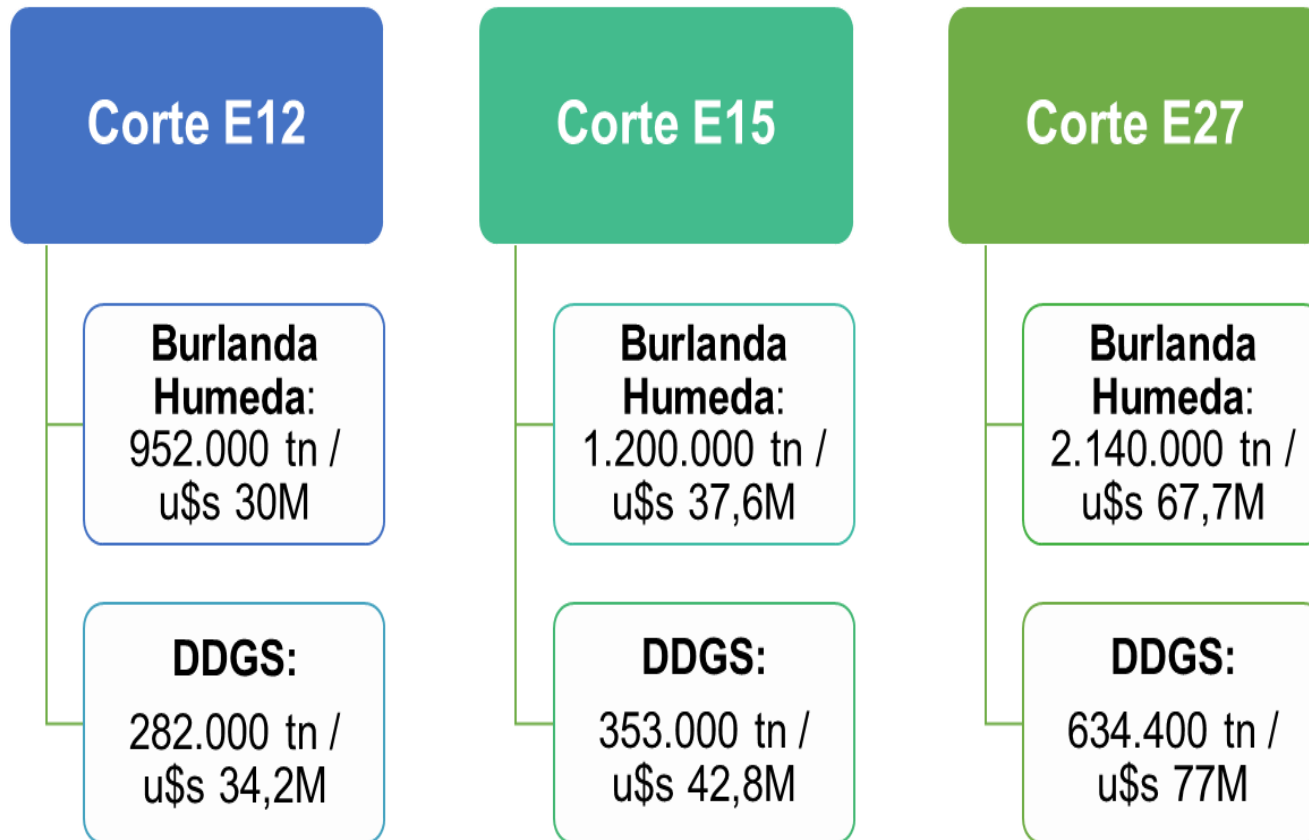 Corte E12
Burlanda
Humeda:
952.000 tn /
u$s 30M
DDGS:
282.000 tn /
u$s 34,2M
Corte E15
Burlanda
Humeda:
1.200.000 tn /
u$s 37,6M
DDGS:
353.000 tn /
u$s 42,8M
Corte E27
Burlanda
Humeda:
2.140.000 tn /
u$s 67,7M
DDGS:
634.400 tn /
u$s 77M